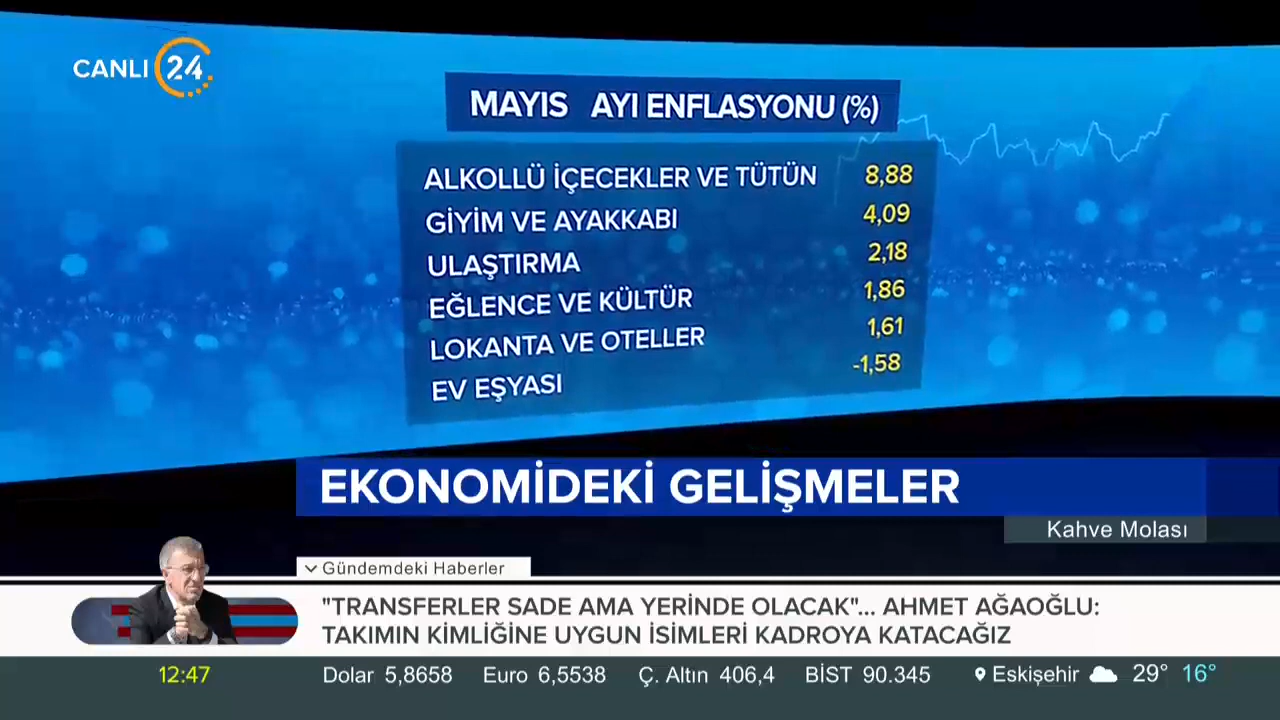 CANLI 24
MAYIS AYI ENFLASYONU (%)
ALKOLLÜ İÇECEKLER VE TÜTÜN 8,88
GİYİM VE AYAKKABI 4,09
ULAŞTIRMA 2,18
EĞLENCE VE KÜLTÜR 1,86
LOKANTA VE OTELLER 1,61
EV EŞYASI -1,58
EKONOMİDEKİ GELİŞMELER
Kahve Molası
Gündemdeki Haberler
"TRANSFERLER SADE AMA YERİNDE OLACAK"... AHMET AĞAOĞLU:
TAKIMIN KİMLİĞİNE UYGUN İSİMLERİ KADROYA KATACAĞIZ
12:47 Dolar 5,8658 Euro 6,5538 Ç. Altın 406,4 BİST 90.345 Eskişehir 29° 16°